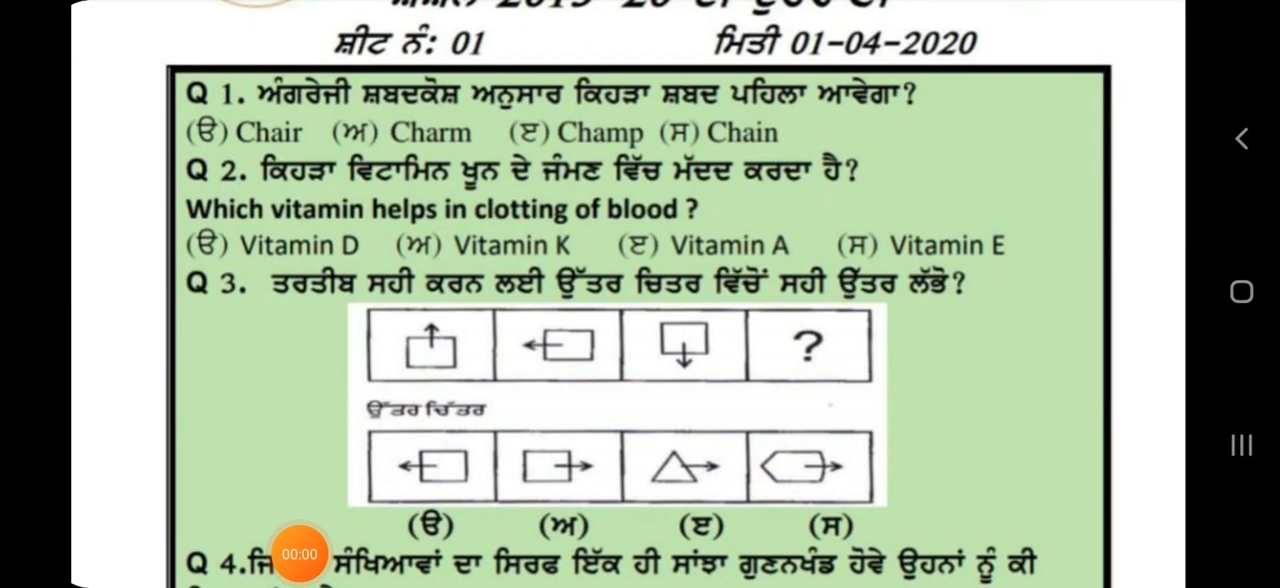 ਸ਼ੀਟ ਨੰ: 01 ਮਿਤੀ 01-04-2020
Q 1. ਅੰਗਰੇਜੀ ਸ਼ਬਦਕੋਸ਼ ਅਨੁਸਾਰ ਕਿਹੜਾ ਸ਼ਬਦ ਪਹਿਲਾ ਆਵੇਗਾ?
(ੳ) Chair (ਅ) Charm (ੲ) Champ (ਸ) Chain
Q 2. ਕਿਹੜਾ ਵਿਟਾਮਿਨ ਖੂਨ ਦੇ ਜੰਮਣ ਵਿੱਚ ਮੱਦਦ ਕਰਦਾ ਹੈ?
Which vitamin helps in clotting of blood ?
(ੳ) Vitamin D (ਅ) Vitamin K (ੲ) Vitamin A (ਸ) Vitamin E
Q 3. ਤਰਤੀਬ ਸਹੀ ਕਰਨ ਲਈ ਉੱਤਰ ਚਿਤਰ ਵਿੱਚੋਂ ਸਹੀ ਉੱਤਰ ਲੱਭੋ?
?
ਉੱਤਰ ਚਿੱਤਰ
(ੳ) (ਅ) (ੲ) (ਸ)
00:00
Q 4. ਸੰਖਿਆਵਾਂ ਦਾ ਸਿਰਫ ਇੱਕ ਹੀ ਸਾਂਝਾ ਗੁਣਨਖੰਡ ਹੋਵੇ ਉਹਨਾਂ ਨੂੰ ਕੀ